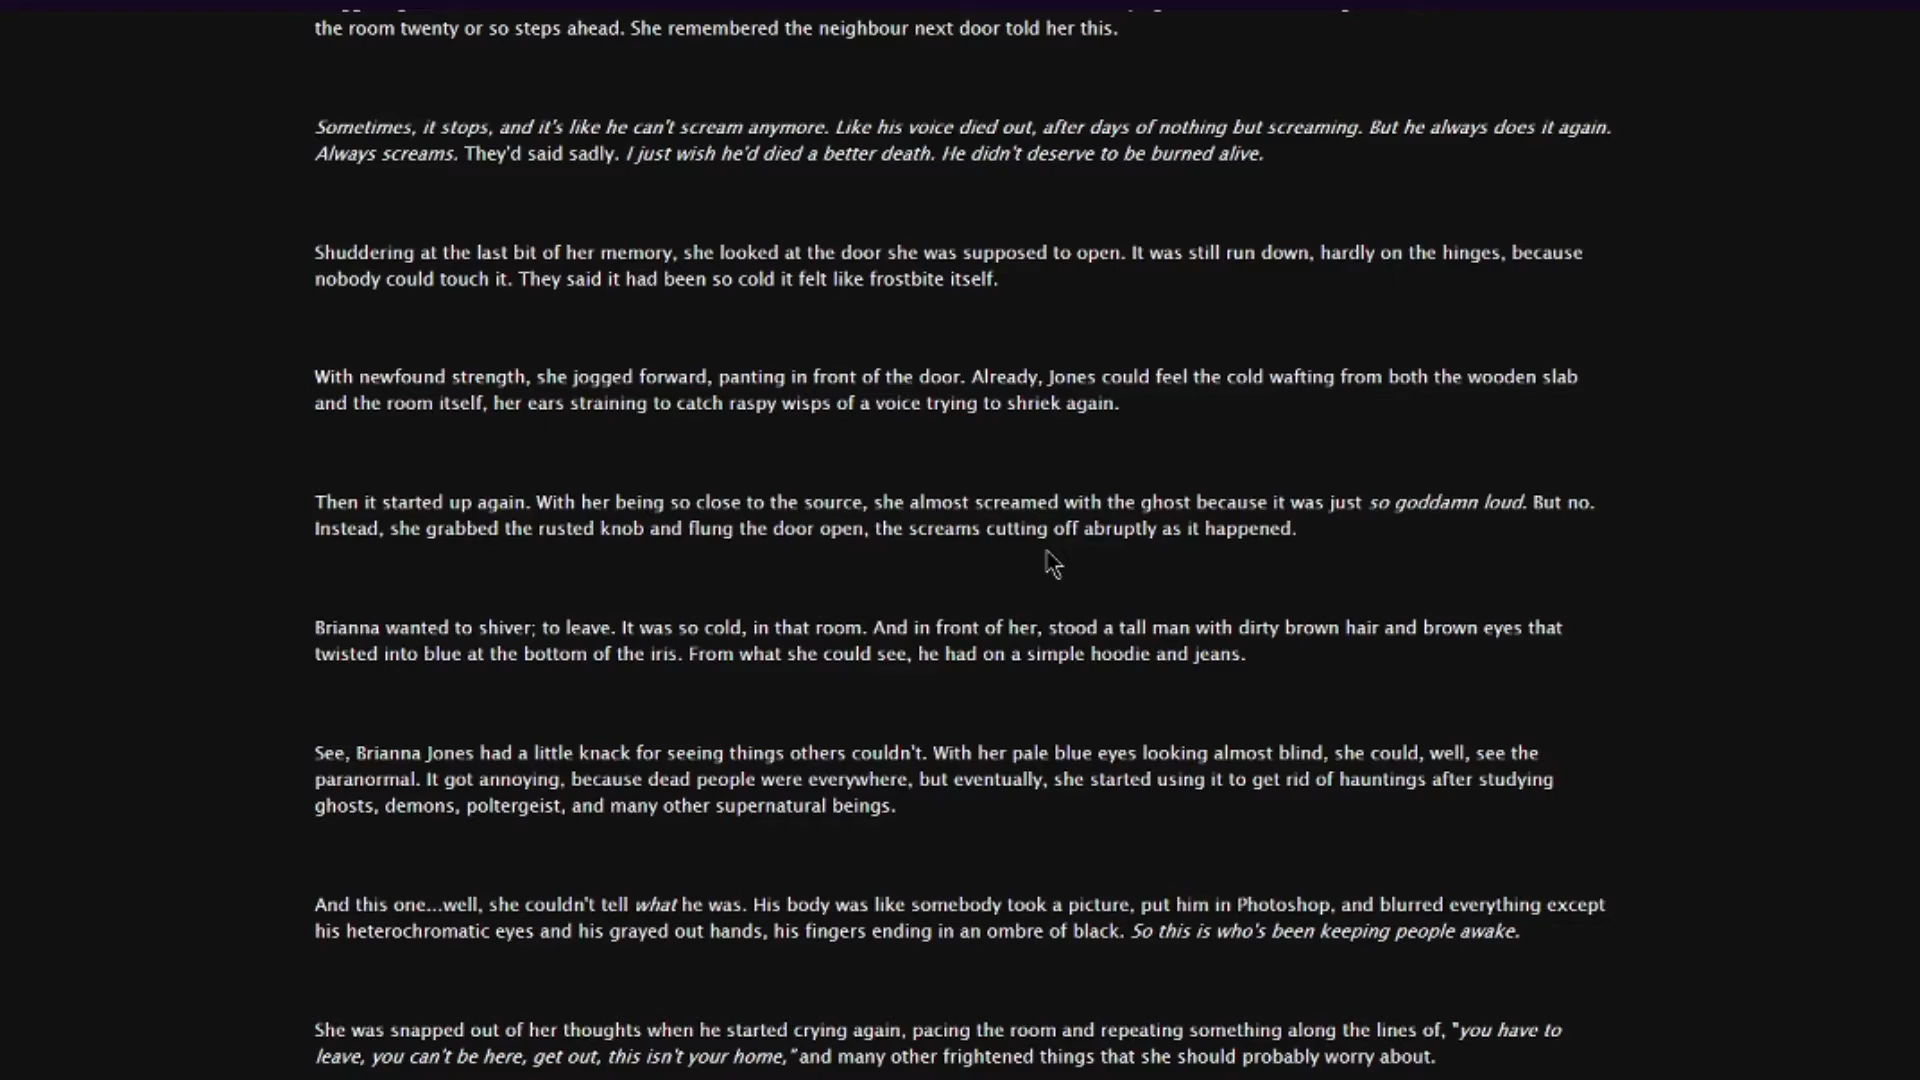 the room twenty or so steps ahead. She remembered the neighbour next door told her this.
Sometimes, it stops, and it's like he can't scream anymore. Like his voice died out, after days of nothing but screaming. But he always does it again.
Always screams. They'd said sadly. I just wish he'd died a better death. He didn't deserve to be burned alive.
Shuddering at the last bit of her memory, she looked at the door she was supposed to open. It was still run down, hardly on the hinges, because
nobody could touch it. They said it had been so cold it felt like frostbite itself.
With newfound strength, she jogged forward, panting in front of the door. Already, Jones could feel the cold wafting from both the wooden slab
and the room itself, her ears straining to catch raspy wisps of a voice trying to shriek again.
Then it started up again. With her being so close to the source, she almost screamed with the ghost because it was just so goddamn loud. But no.
Instead, she grabbed the rusted knob and flung the door open, the screams cutting off abruptly as it happened.
Brianna wanted to shiver; to leave. It was so cold, in that room. And in front of her, stood a tall man with dirty brown hair and brown eyes that
twisted into blue at the bottom of the iris. From what she could see, he had on a simple hoodie and jeans.
See, Brianna Jones had a little knack for seeing things others couldn't. With her pale blue eyes looking almost blind, she could, well, see the
paranormal. It got annoying, because dead people were everywhere, but eventually, she started using it to get rid of hauntings after studying
ghosts, demons, poltergeist, and many other supernatural beings.
And this one...well, she couldn't tell what he was. His body was like somebody took a picture, put him in Photoshop, and blurred everything except
his heterochromatic eyes and his grayed out hands, his fingers ending in an ombre of black. So this is who's been keeping people awake.
She was snapped out of her thoughts when he started crying again, pacing the room and repeating something along the lines of, "you have to
leave, you can't be here, get out, this isn't your home," and many other frightened things that she should probably worry about.